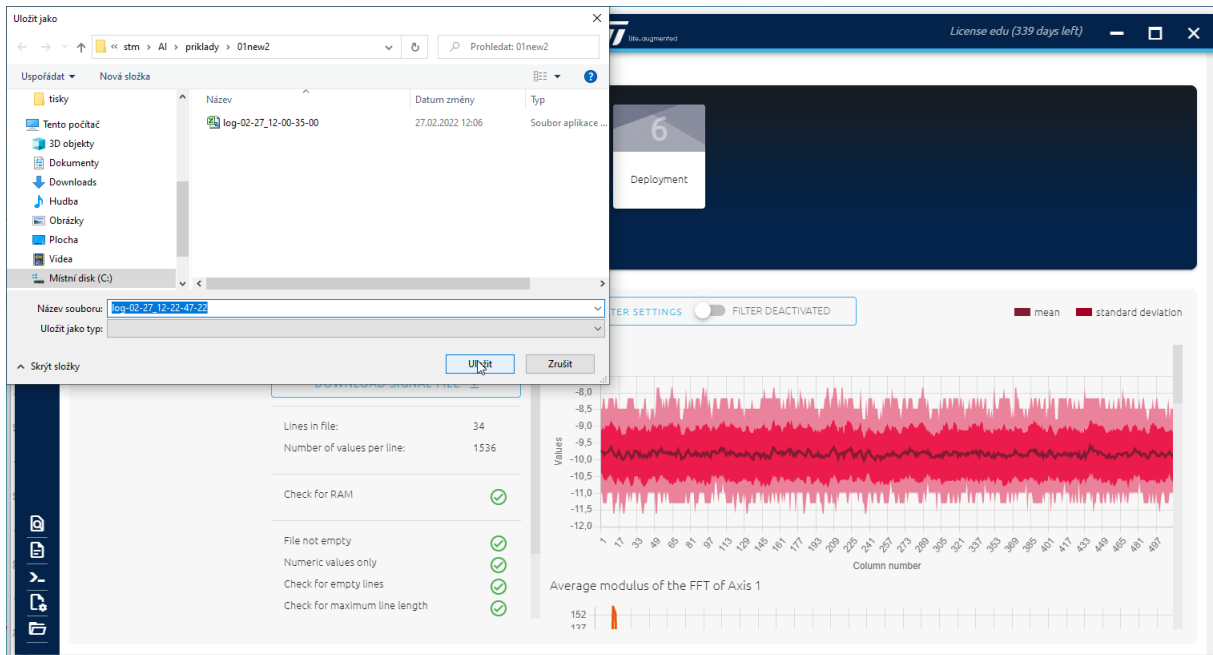 Uložit jako
« stm › AI › priklady › 01new2
Prohledat: 01new2
Uspořádat
Nová složka
tisky
Tento počítač
3D objekty
Dokumenty
Downloads
Hudba
Obrázky
Plocha
Videa
Místní disk (C:)
Název
Datum změny
Typ
log-02-27_12-00-35-00
27.02.2022 12:06
Soubor aplikace ...
Název souboru:
log-02-27_12-22-47-22
Uložit jako typ:
Skrýt složky
Uložit
Zrušit
life.augmented
License edu (339 days left)
6
Deployment
TER SETTINGS
FILTER DEACTIVATED
mean
standard deviation
DOWNLOAD SIGNAL FILE
Lines in file: 34
Number of values per line: 1536
Check for RAM
File not empty
Numeric values only
Check for empty lines
Check for maximum line length
Values
-8,0
-8,5
-9,0
-9,5
-10,0
-10,5
-11,0
-11,5
-12,0
1 17 33 49 65 81 97 113 129 145 161 177 193 209 225 241 257 273 289 305 321 337 353 369 385 401 417 433 449 465 481 497
Column number
Average modulus of the FFT of Axis 1
152
137